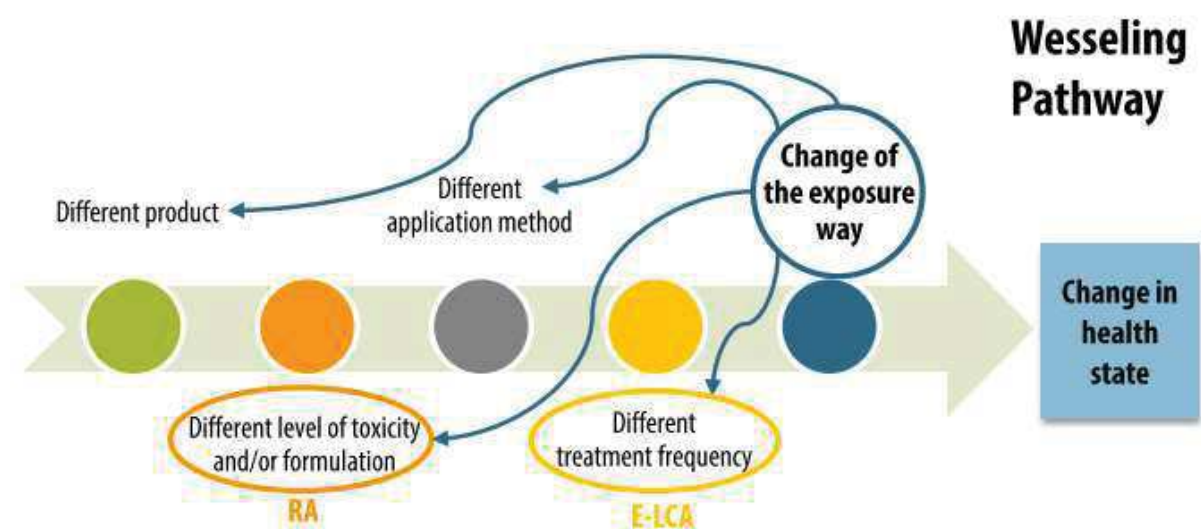 Wesseling
Pathway
Change of
the exposure
way
Different product
Different
application method
Change in
health
state
Different level of toxicity
and/or formulation
RA
Different
treatment frequency
E-LCA